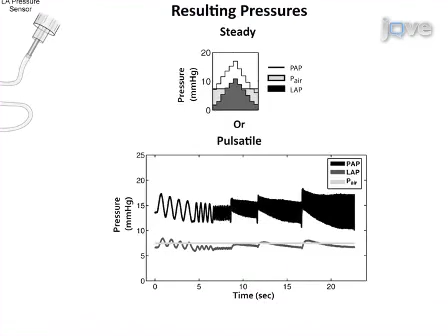 LA Pressure
Sensor
Resulting Pressures
jove
Steady
Pressure
(mmHg)
20
10
0
PAP
Pair
LAP
Or
Pulsatile
Pressure
(mmHg)
25
20
15
10
5
0
PAP
LAP
Pair
0
5
10
15
20
Time (sec)